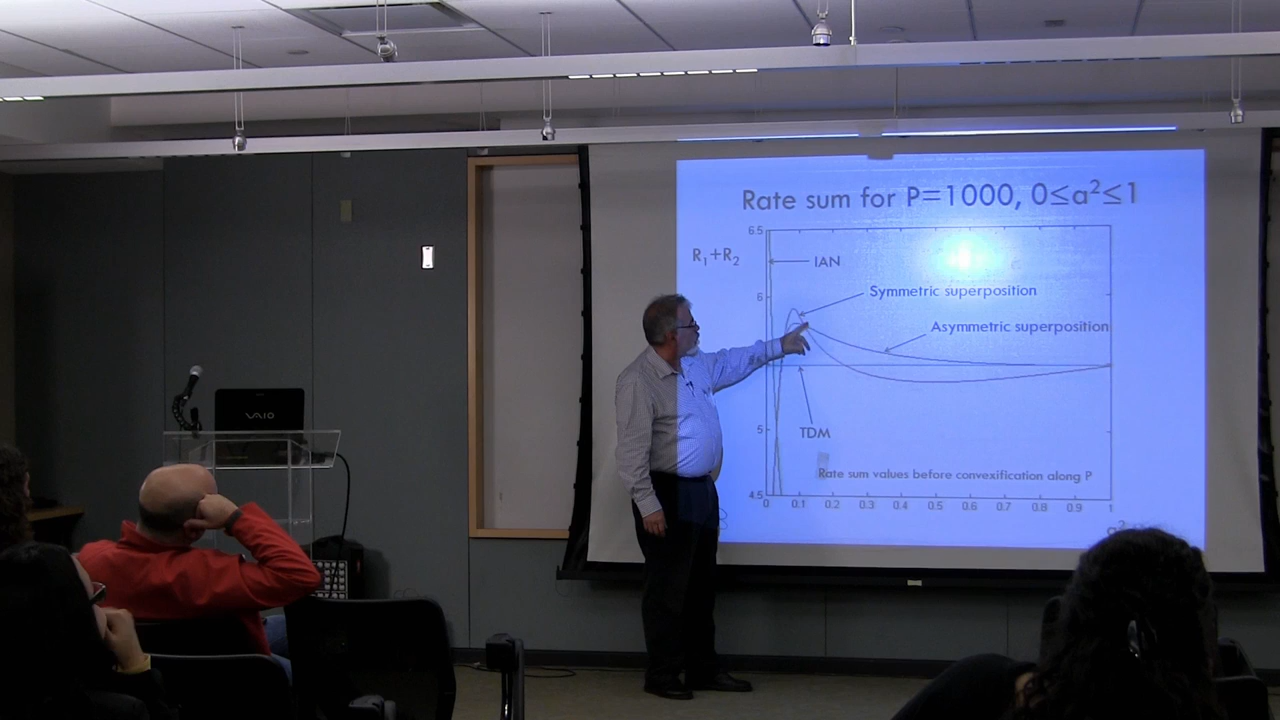 Rate sum for P=1000, 0≤a²≤1
6.5
R₁+R₂
IAN
6
Symmetric superposition
Asymmetric superposition
TDM
5
Rate sum values before convexification along P
4.5
0 0.1 0.2 0.3 0.4 0.5 0.6 0.7 0.8 0.9 1
VAIO